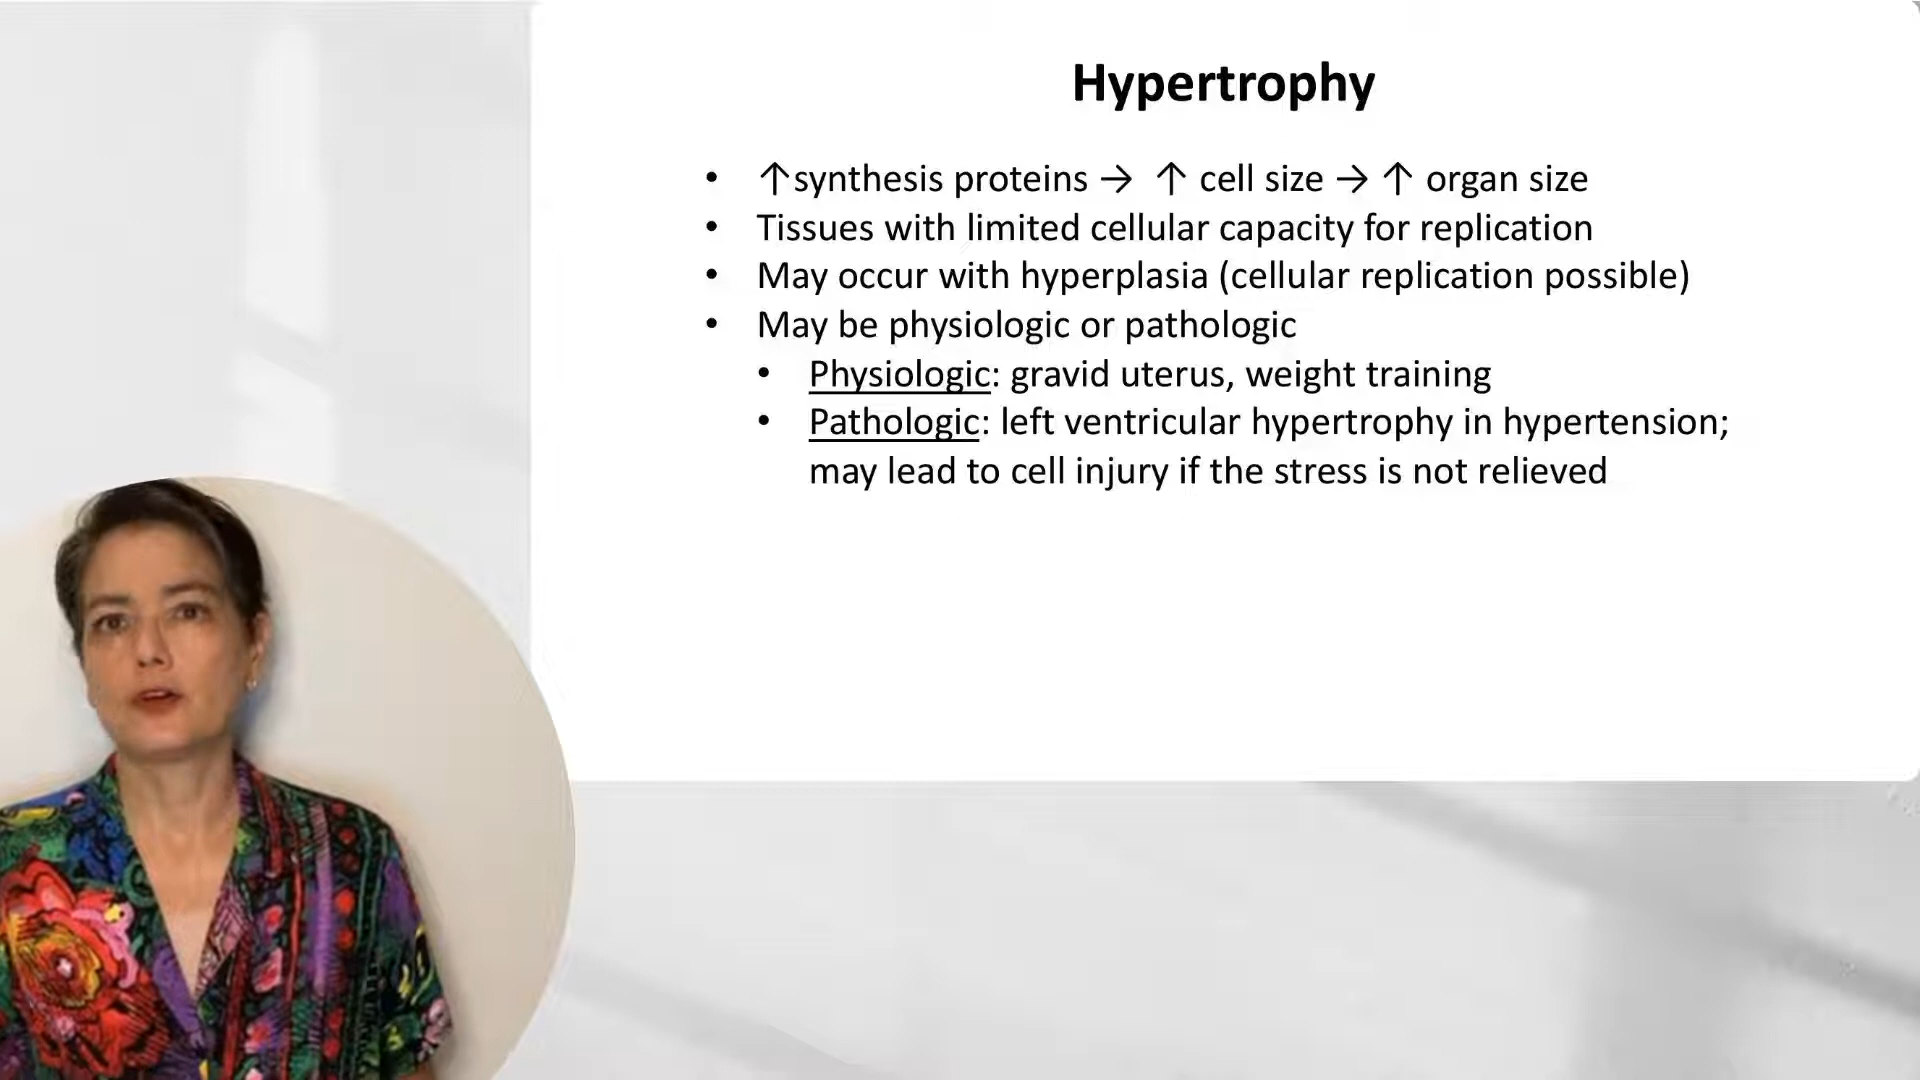 Hypertrophy
• ↑synthesis proteins → ↑ cell size → ↑ organ size
• Tissues with limited cellular capacity for replication
• May occur with hyperplasia (cellular replication possible)
• May be physiologic or pathologic
• Physiologic: gravid uterus, weight training
• Pathologic: left ventricular hypertrophy in hypertension;
may lead to cell injury if the stress is not relieved